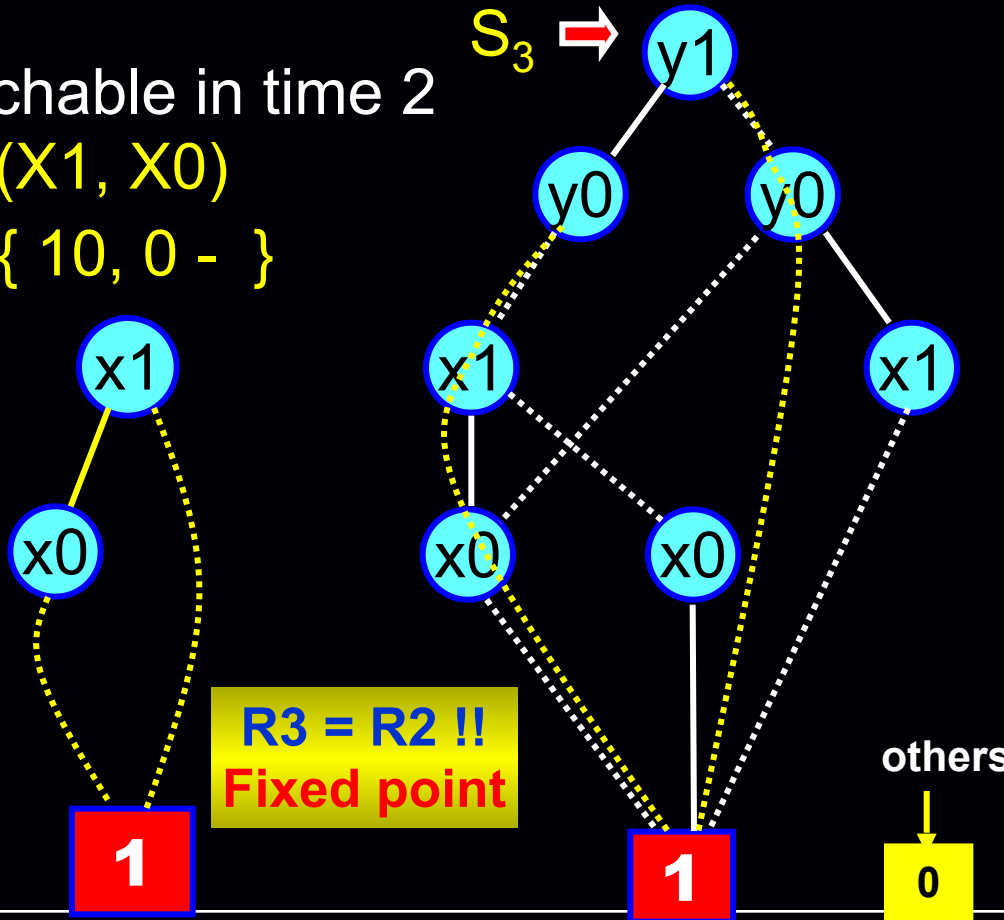 S3
chable in time 2
(X1, X0)
{ 10, 0 - }
y1
y0 y0
x1 x1 x1
x0 x0 x0
R3 = R2 !!
Fixed point
others
1 1 0